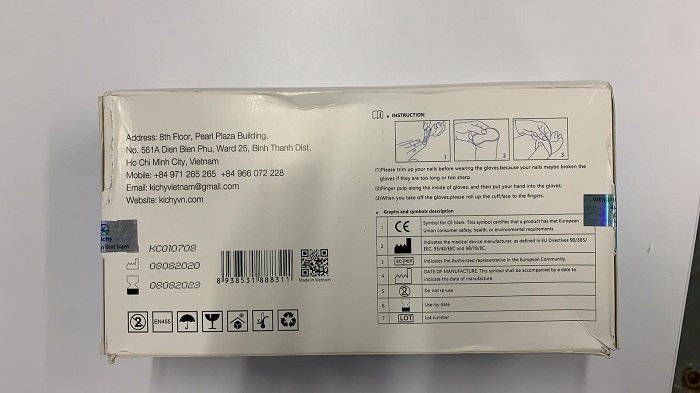 Address: 8th Floor, Pearl Plaza Building,
No. 561A Dien Bien Phu, Ward 25, Binh Thanh Dist,
Ho Chi Minh City, Vietnam
Mobile: +84 971 265 265 +84 966 072 228
Email: kichyvietnam@gmail.com
Website: kichyvn.com
Kichy
n Viet Nam
KC010708
08082020
08082023
8 938531 888311
Made in Vietnam
2
EN455
INSTRUCTION
1
2
3
(1)Please trim up your nails before wearing the gloves,because your nails maybe broken the
gloves if they are too long or too sharp.
(2)Finger pulp along the inside of gloves, and then put your hand into the gloves;
(3)When you take off the gloves,please roll up the cuff,face to the fingers.
Graphs and symbols description
1 CE Symbol for CE Mark. This symbol certifies that a product has met European
Union consumer safety, health, or environmental requirements.
2 Indicates the medical device manufacturer, as defined in EU Directives 90/385/
EEC, 93/42/EEC and 98/79/EC.
3 EC REP Indicates the Authorized representative in the European Community.
4 DATE OF MANUFACTURE. This symbol shall be accompanied by a date to
indicate the date of manufacture
5 2 Do not re-use
6 Use by date
7 LOT Lot number